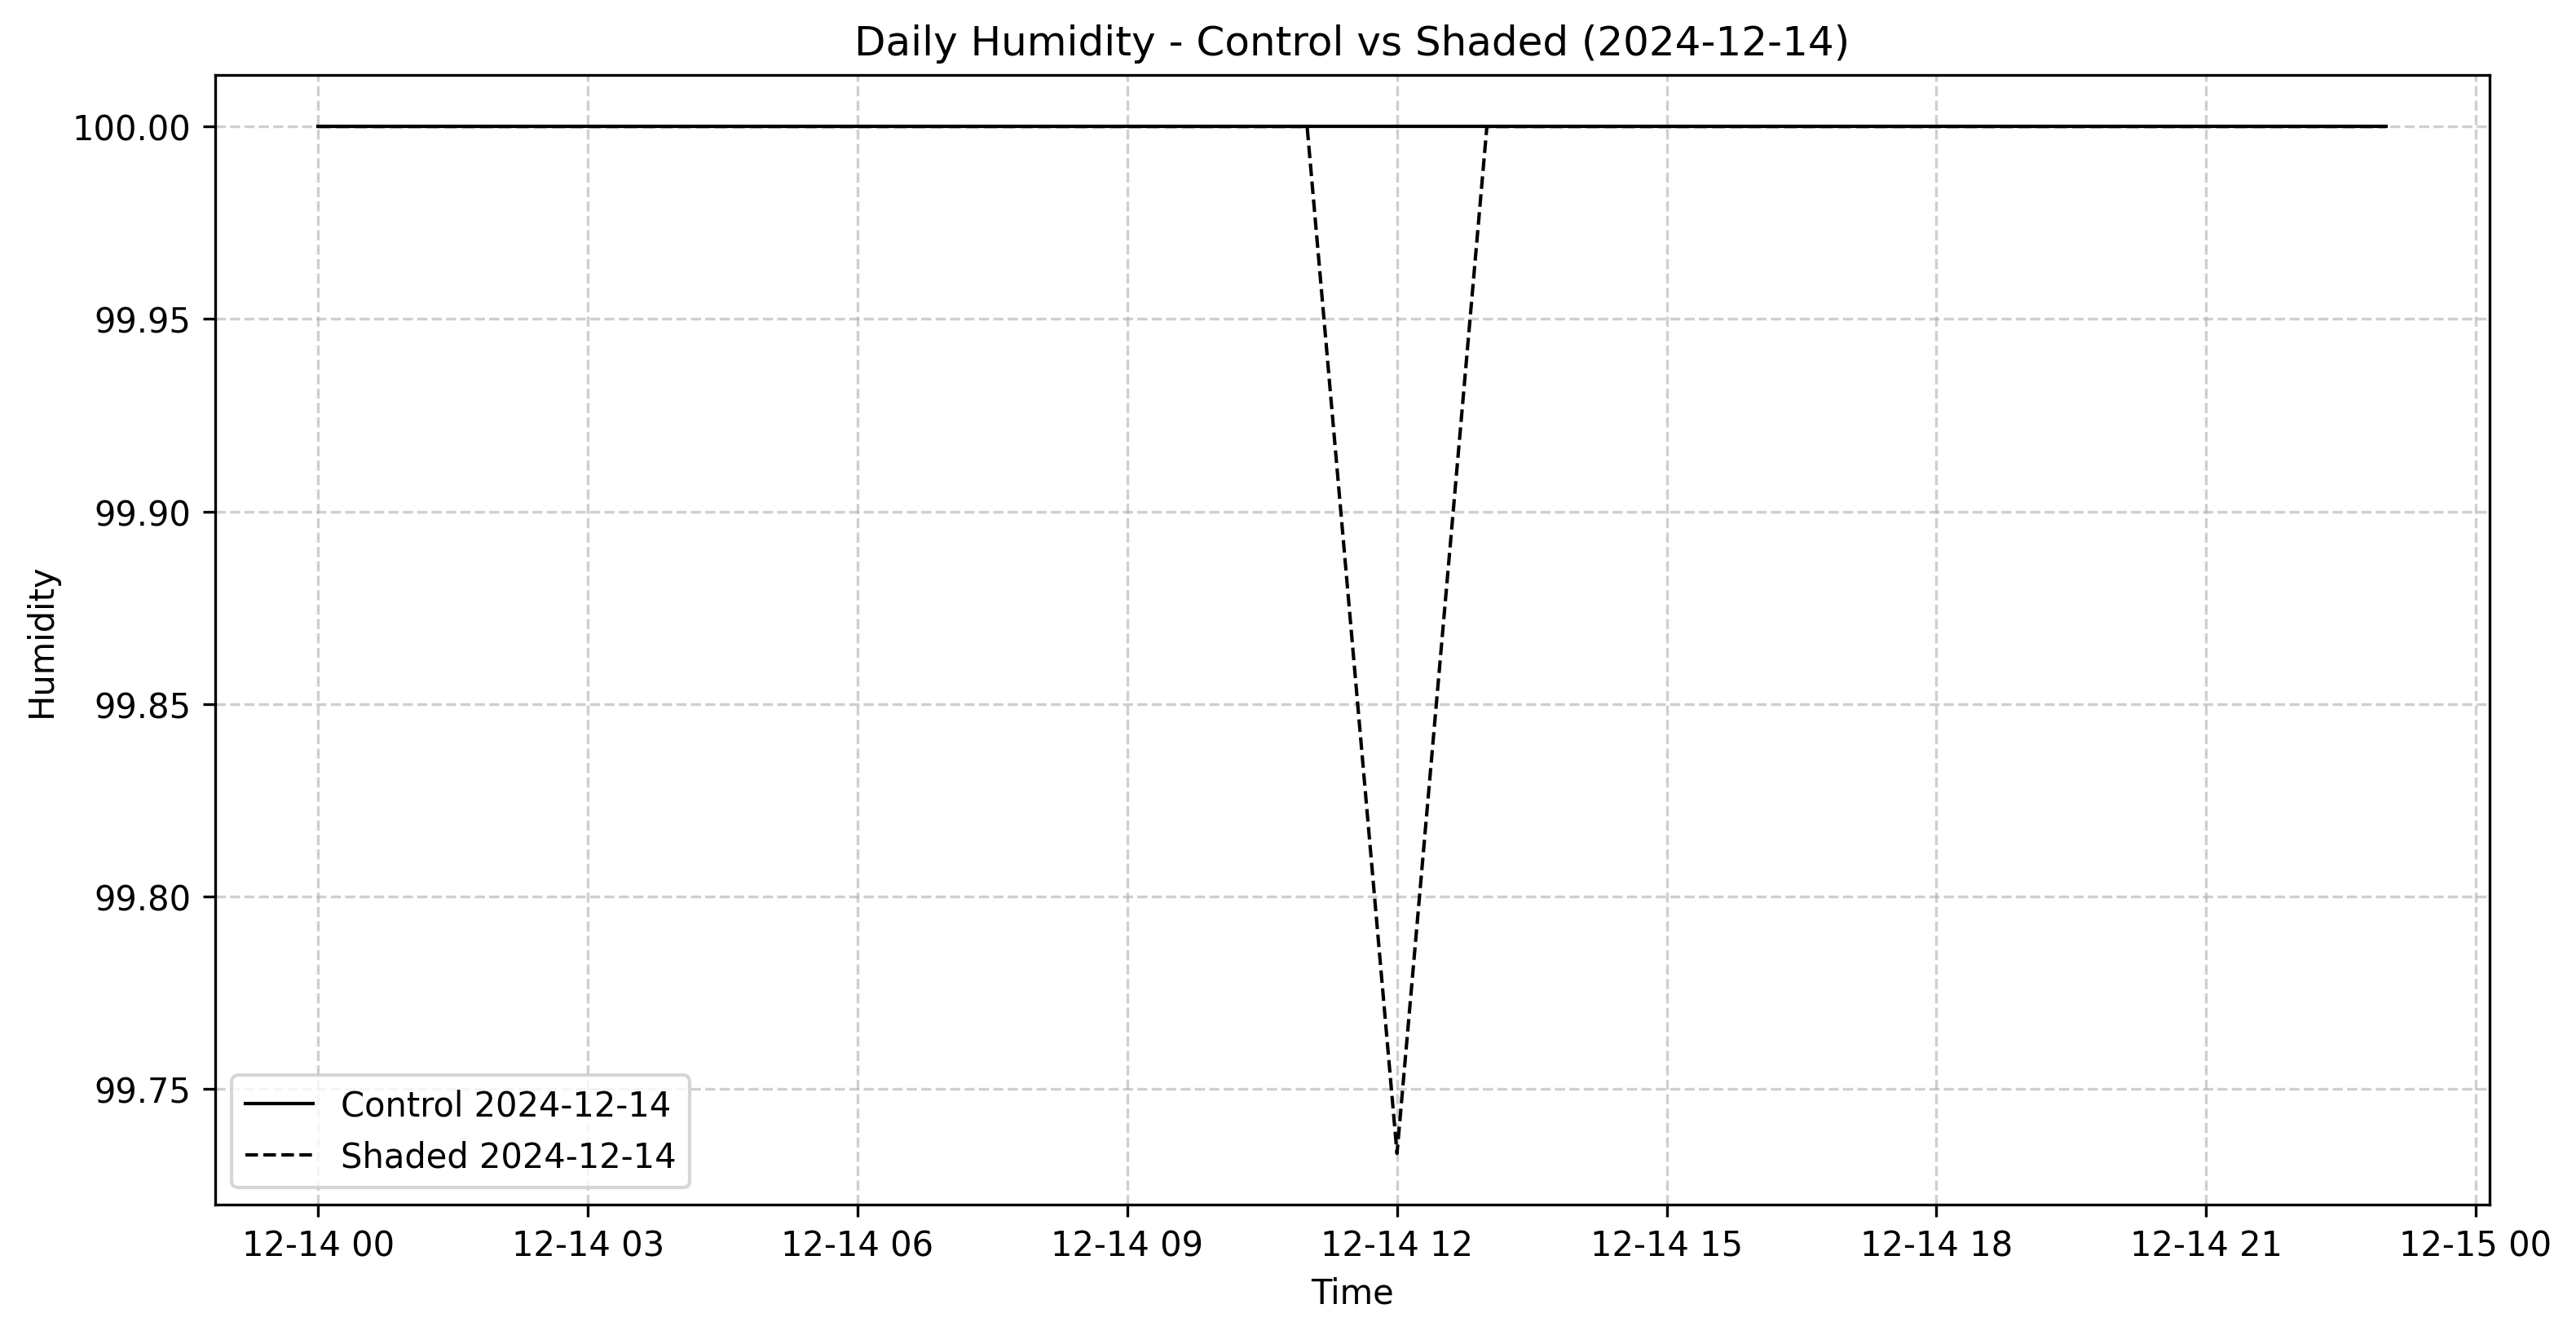 Daily Humidity - Control vs Shaded (2024-12-14)
Humidity
100.00
99.95
99.90
99.85
99.80
99.75
Control 2024-12-14
Shaded 2024-12-14
12-14 00 12-14 03 12-14 06 12-14 09 12-14 12 12-14 15 12-14 18 12-14 21 12-15 00
Time